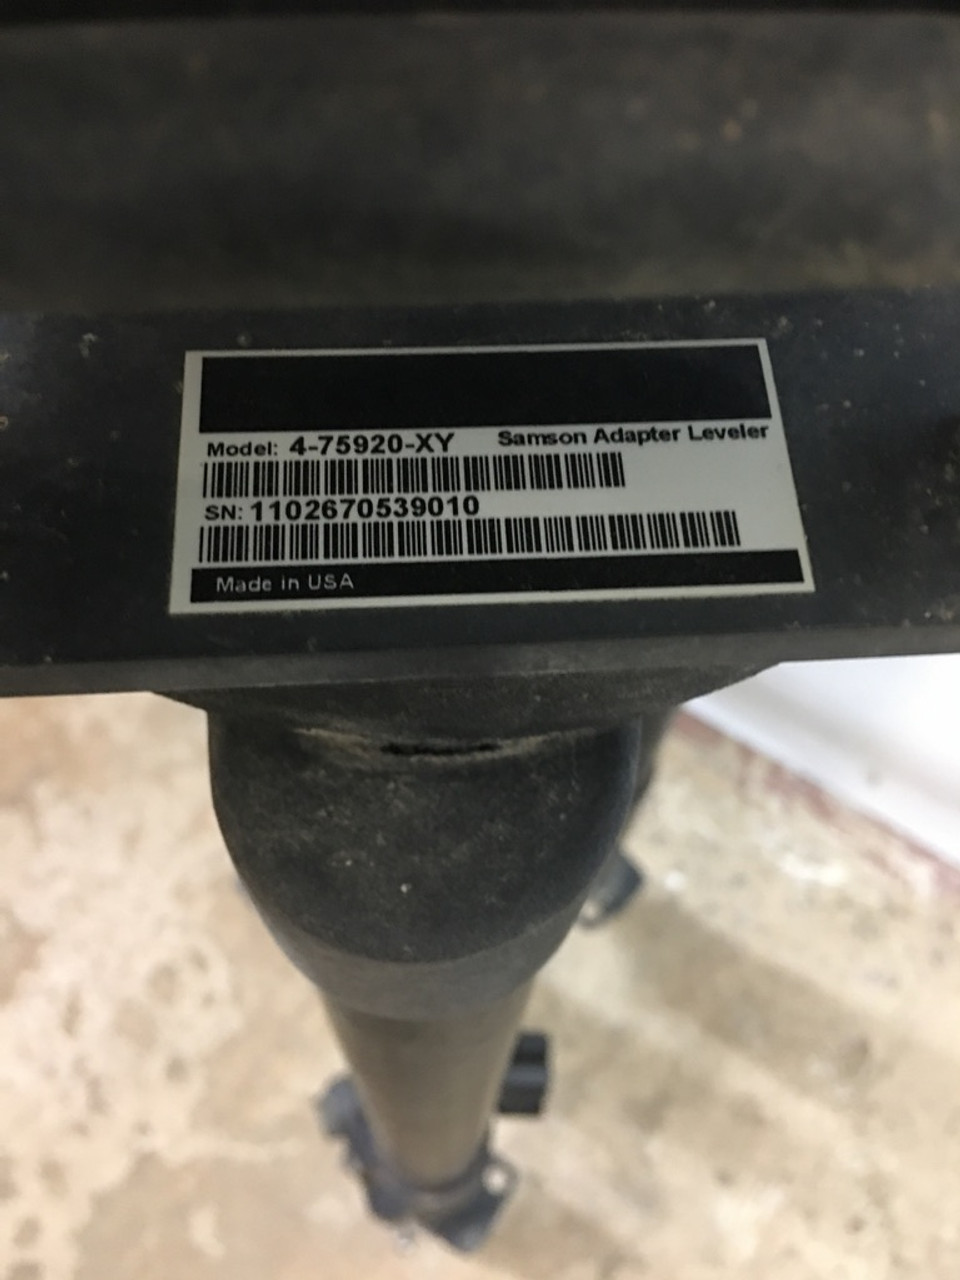 Model: 4-75920-XY Samson Adapter Leveler
SN: 1102670539010
Made in USA